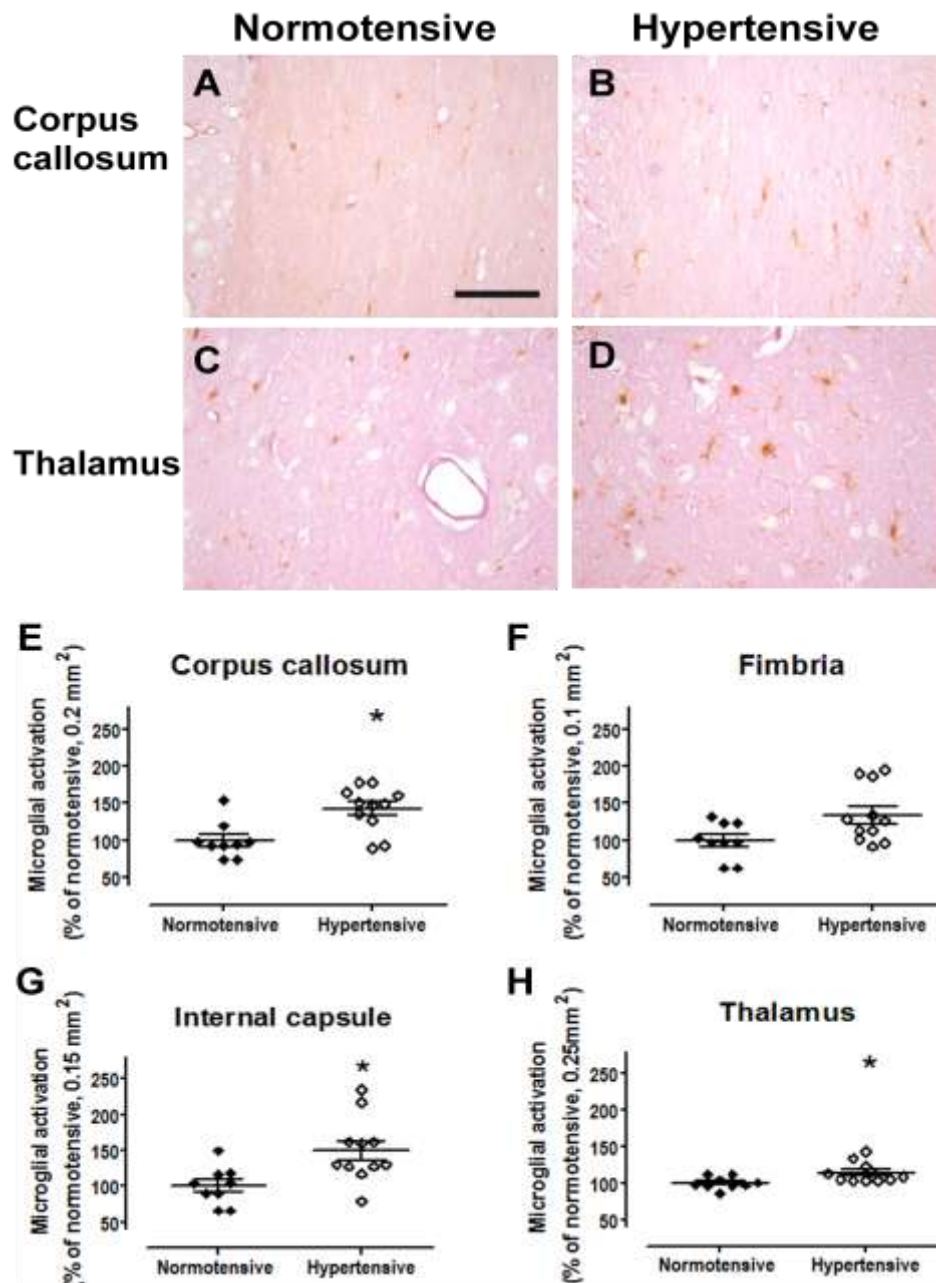 Normotensive Hypertensive
A B
Corpus
callosum
C D
Thalamus
E F
Corpus callosum Fimbria
Microglial activation
(% of normotensive, 0.2 mm²)
250
200
150
100
50
*
Normotensive Hypertensive
Microglial activation
(% of normotensive, 0.1 mm²)
250
200
150
100
50
Normotensive Hypertensive
G H
Internal capsule Thalamus
Microglial activation
(% of normotensive, 0.15 mm²)
250
200
150
100
50
*
Normotensive Hypertensive
Microglial activation
(% of normotensive, 0.25mm²)
250
200
150
100
50
*
Normotensive Hypertensive